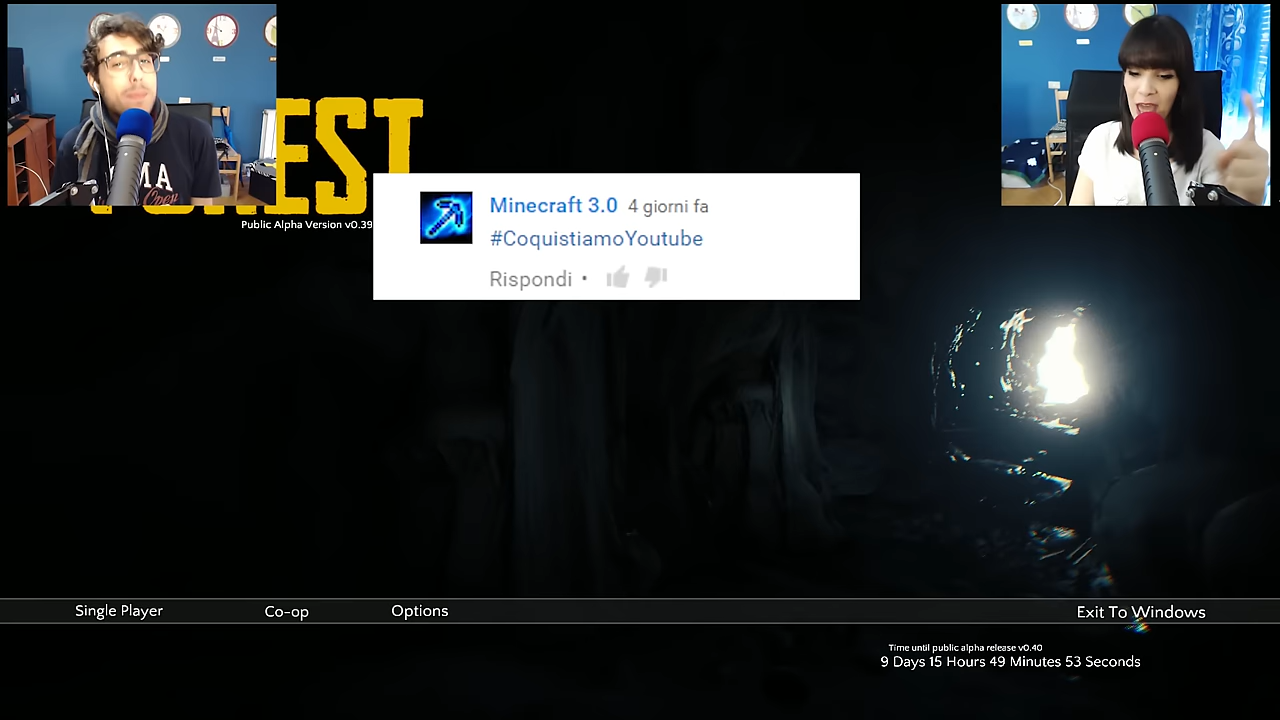 EST
Public Alpha Version v0.39
Minecraft 3.0 4 giorni fa
#CoquistiamoYoutube
Rispondi •
Single Player Co-op Options Exit To Windows
Time until public alpha release v0.40
9 Days 15 Hours 49 Minutes 53 Seconds